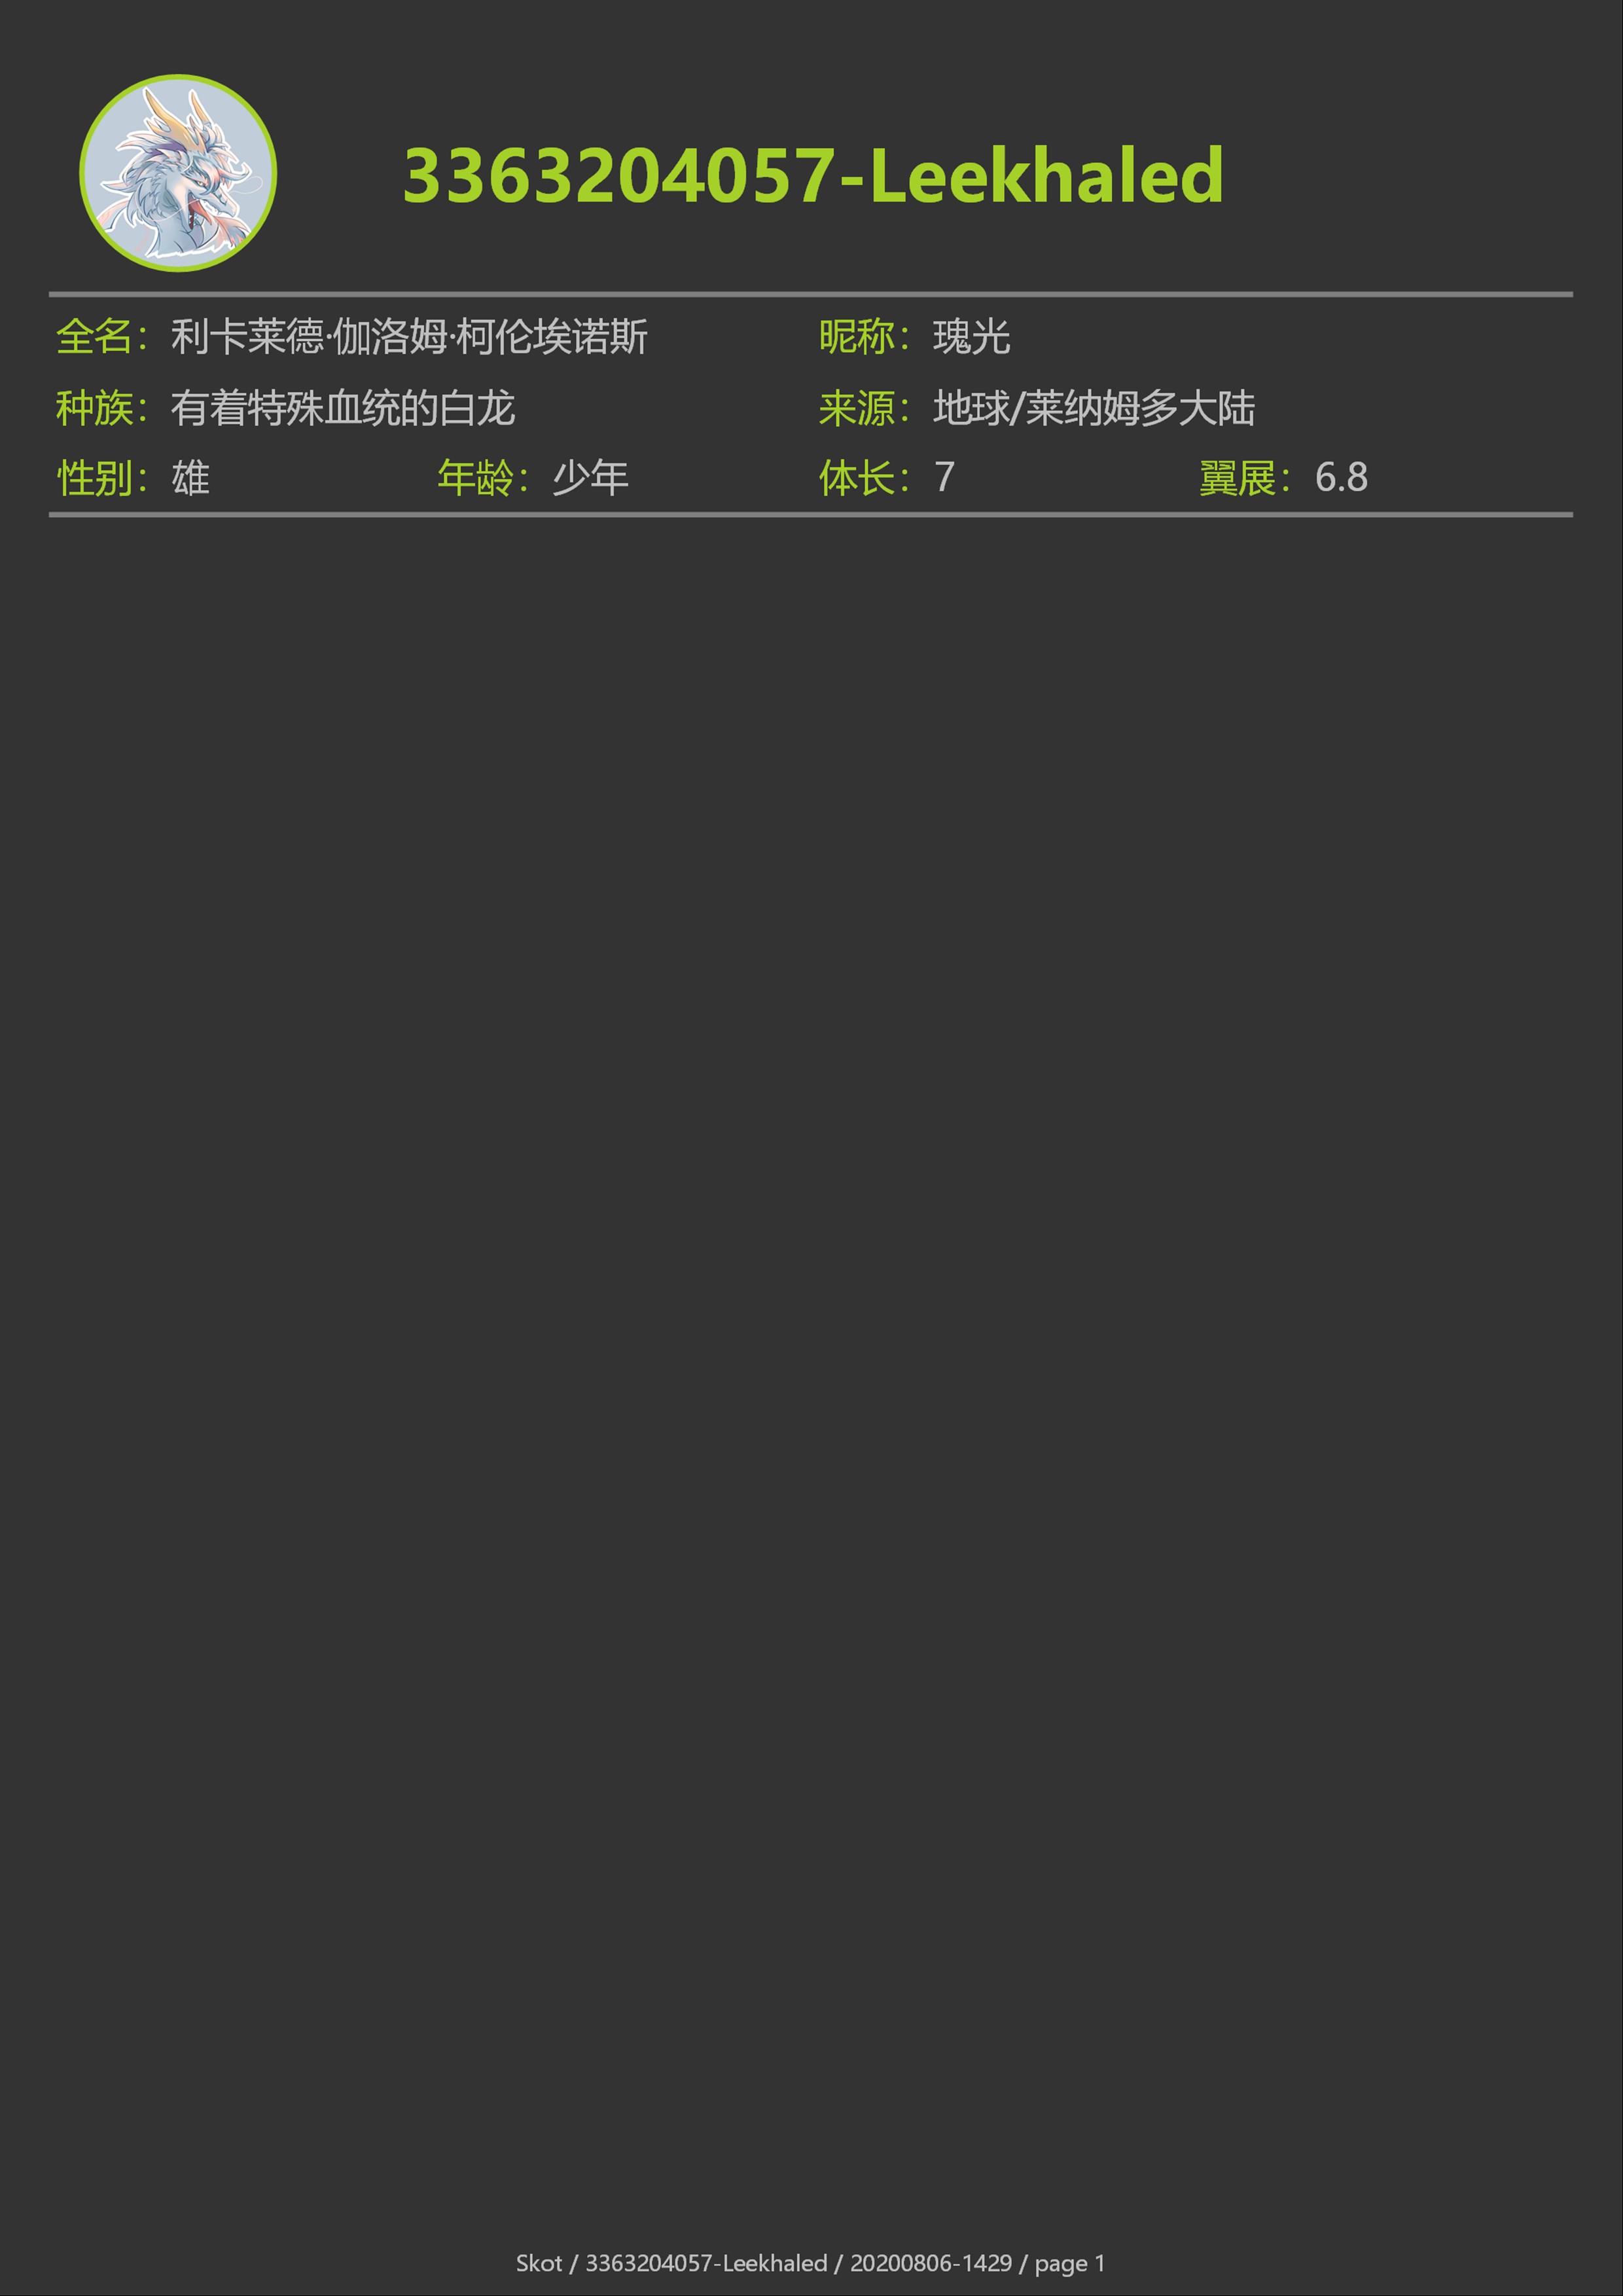 3363204057-Leekhaled
全名：利卡莱德·伽洛姆·柯伦埃诺斯 昵称：瑰光
种族：有着特殊血统的白龙 来源：地球/莱纳姆多大陆
性别：雄 年龄：少年 体长：7 翼展：6.8
Skot / 3363204057-Leekhaled / 20200806-1429 / page 1